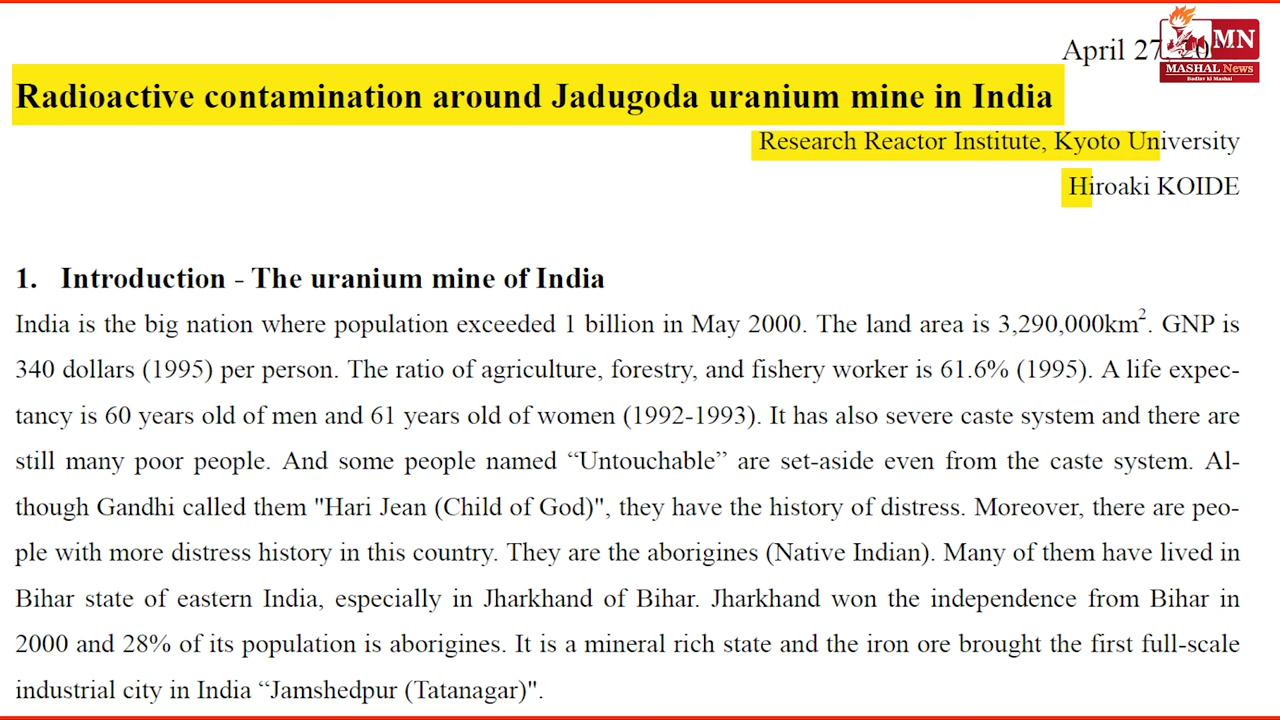 April 27
MN
MASHAL News
Badlav ki Mashal
Radioactive contamination around Jadugoda uranium mine in India
Research Reactor Institute, Kyoto University
Hiroaki KOIDE
1. Introduction - The uranium mine of India
India is the big nation where population exceeded 1 billion in May 2000. The land area is 3,290,000km². GNP is
340 dollars (1995) per person. The ratio of agriculture, forestry, and fishery worker is 61.6% (1995). A life expec-
tancy is 60 years old of men and 61 years old of women (1992-1993). It has also severe caste system and there are
still many poor people. And some people named “Untouchable” are set-aside even from the caste system. Al-
though Gandhi called them "Hari Jean (Child of God)", they have the history of distress. Moreover, there are peo-
ple with more distress history in this country. They are the aborigines (Native Indian). Many of them have lived in
Bihar state of eastern India, especially in Jharkhand of Bihar. Jharkhand won the independence from Bihar in
2000 and 28% of its population is aborigines. It is a mineral rich state and the iron ore brought the first full-scale
industrial city in India “Jamshedpur (Tatanagar)".